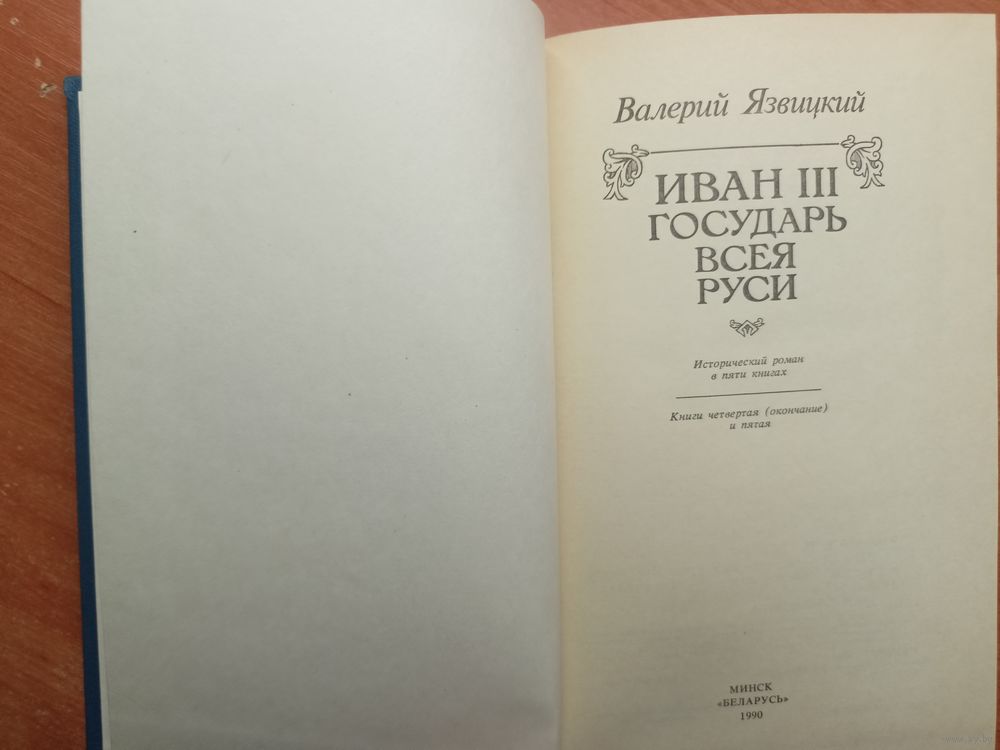 Валерий Язвицкий
ИВАН III
ГОСУДАРЬ
ВСЕЯ
РУСИ
Исторический роман
в пяти книгах
Книги четвертая (окончание)
и пятая
МИНСК
«БЕЛАРУСЬ»
1990